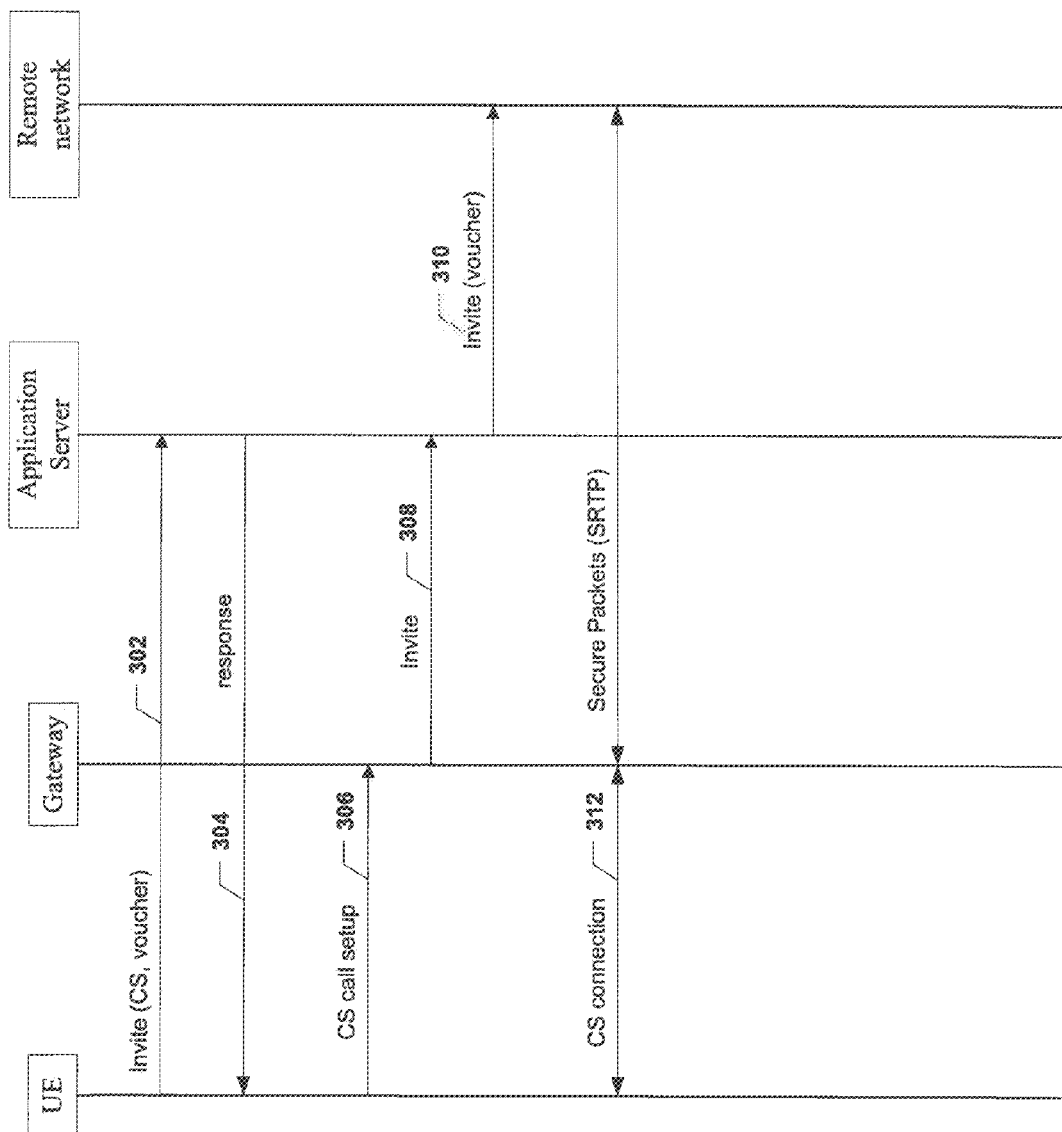 UE
Gateway
Application
Server
Remote
network
302
Invite (CS, voucher)
304
response
306
CS call setup
308
Invite
310
Invite (voucher)
312
CS connection
Secure Packets (SRTP)